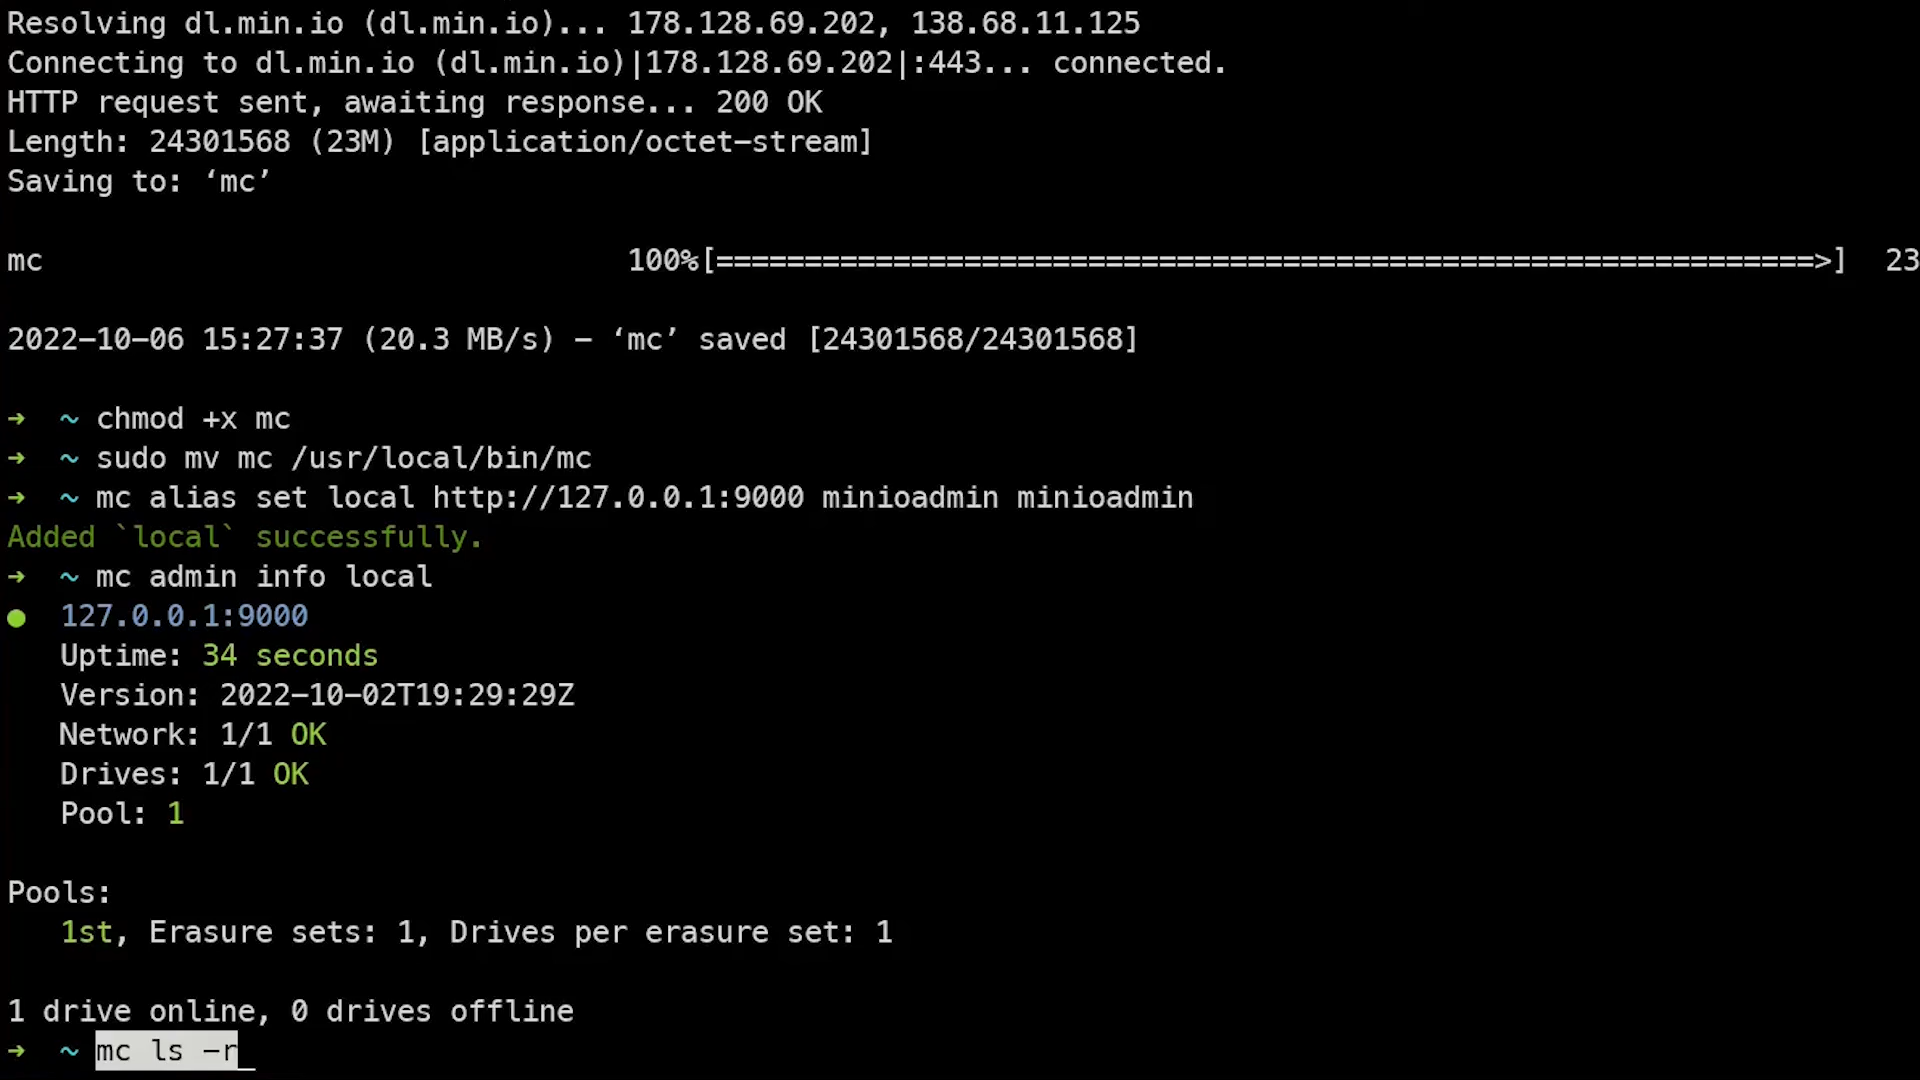 Resolving dl.min.io (dl.min.io)... 178.128.69.202, 138.68.11.125
Connecting to dl.min.io (dl.min.io)|178.128.69.202|:443... connected.
HTTP request sent, awaiting response... 200 OK
Length: 24301568 (23M) [application/octet-stream]
Saving to: ‘mc’
mc 100%[==============================================================>] 23
2022-10-06 15:27:37 (20.3 MB/s) - ‘mc’ saved [24301568/24301568]
➜ ~ chmod +x mc
➜ ~ sudo mv mc /usr/local/bin/mc
➜ ~ mc alias set local http://127.0.0.1:9000 minioadmin minioadmin
Added `local` successfully.
➜ ~ mc admin info local
● 127.0.0.1:9000
Uptime: 34 seconds
Version: 2022-10-02T19:29:29Z
Network: 1/1 OK
Drives: 1/1 OK
Pool: 1
Pools:
1st, Erasure sets: 1, Drives per erasure set: 1
1 drive online, 0 drives offline
➜ ~ mc ls -r_